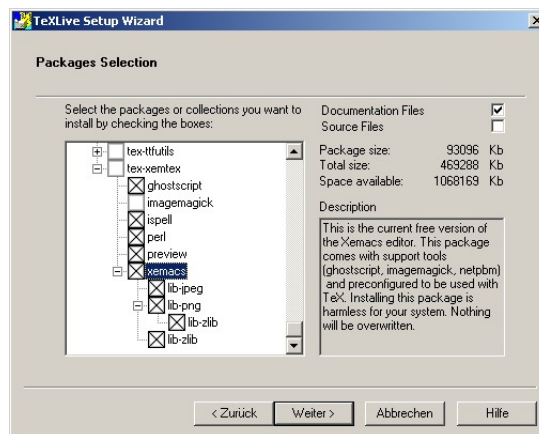 TeXLive Setup Wizard
Packages Selection
Select the packages or collections you want to
install by checking the boxes:
tex-ttfutils
tex-xemtex
ghostscript
imagemagick
ispell
perl
preview
xemacs
lib-jpeg
lib-png
lib-zlib
lib-zlib
Documentation Files
Source Files
Package size: 93096 Kb
Total size: 469288 Kb
Space available: 1068169 Kb
Description
This is the current free version of
the Xemacs editor. This package
comes with support tools
(ghostscript, imagemagick, netpbm)
and preconfigured to be used with
TeX. Installing this package is
harmless for your system. Nothing
will be overwritten.
< Zurück
Weiter >
Abbrechen
Hilfe